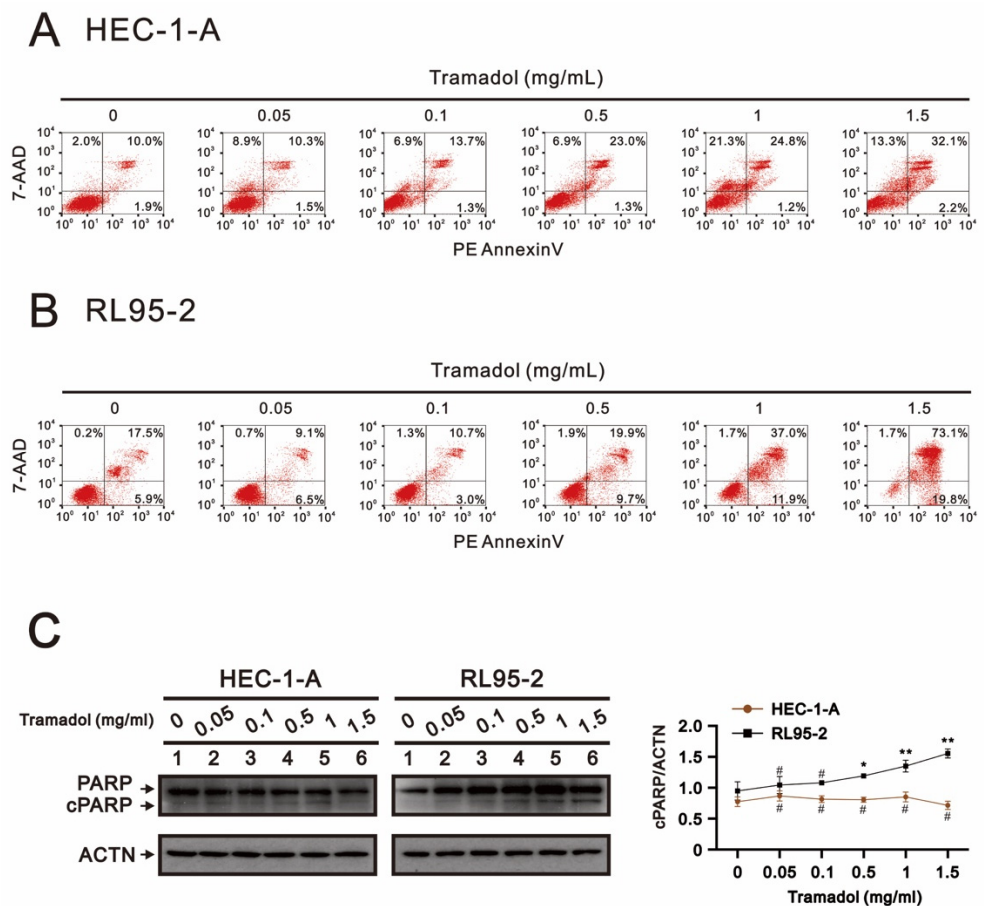 A HEC-1-A
Tramadol (mg/mL)
0 0.05 0.1 0.5 1 1.5
7-AAD
10⁴ 10³ 10² 10¹ 10⁰
2.0% 10.0% 1.9%
8.9% 10.3% 1.5%
6.9% 13.7% 1.3%
6.9% 23.0% 1.3%
21.3% 24.8% 1.2%
13.3% 32.1% 2.2%
10⁰ 10¹ 10² 10³ 10⁴
PE AnnexinV
B RL95-2
Tramadol (mg/mL)
0 0.05 0.1 0.5 1 1.5
7-AAD
10⁴ 10³ 10² 10¹ 10⁰
0.2% 17.5% 5.9%
0.7% 9.1% 6.5%
1.3% 10.7% 3.0%
1.9% 19.9% 9.7%
1.7% 37.0% 11.9%
1.7% 73.1% 19.8%
10⁰ 10¹ 10² 10³ 10⁴
PE AnnexinV
C
HEC-1-A RL95-2
Tramadol (mg/ml) 0 0.05 0.1 0.5 1 1.5 0 0.05 0.1 0.5 1 1.5
1 2 3 4 5 6 1 2 3 4 5 6
PARP
cPARP
ACTN
HEC-1-A
RL95-2
cPARP/ACTN
2.0
1.5
1.0
0.5
0
# # * ** **
# # # # #
0 0.05 0.1 0.5 1 1.5
Tramadol (mg/ml)